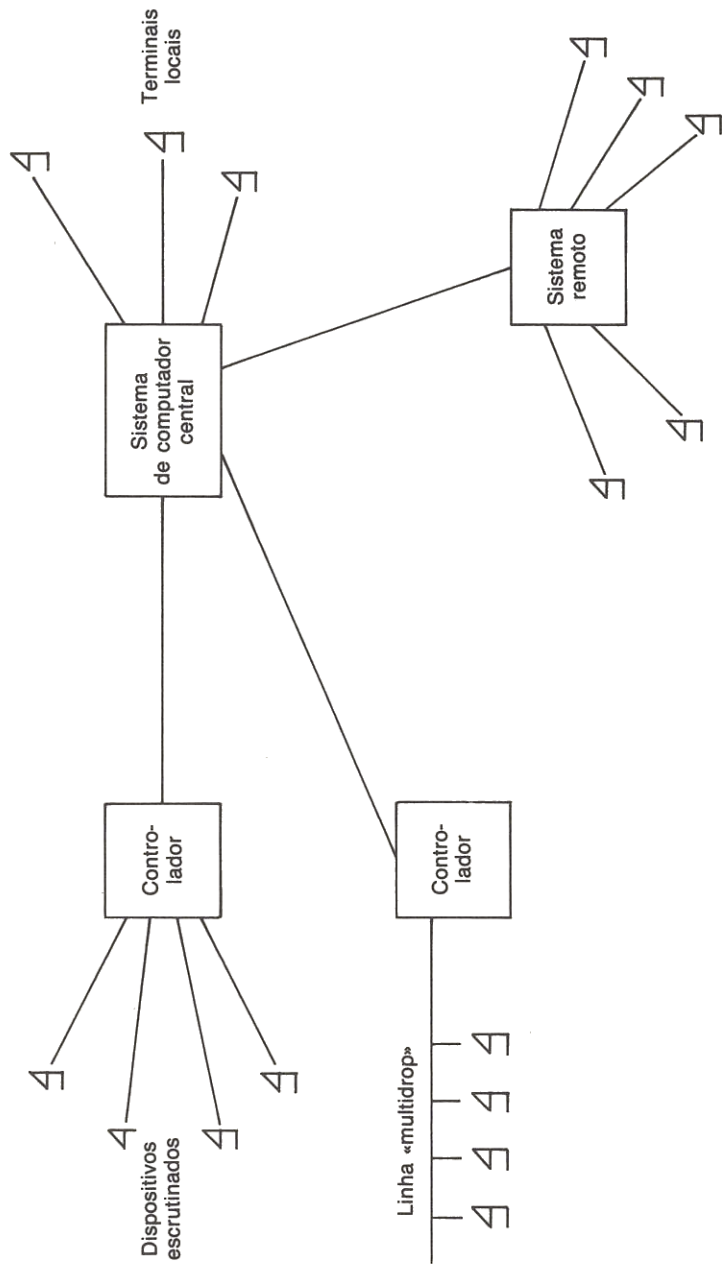 Dispositivos
escrutinados
Contro-
lador
Sistema
de computador
central
Terminais
locais
Linha «multidrop»
Contro-
lador
Sistema
remoto